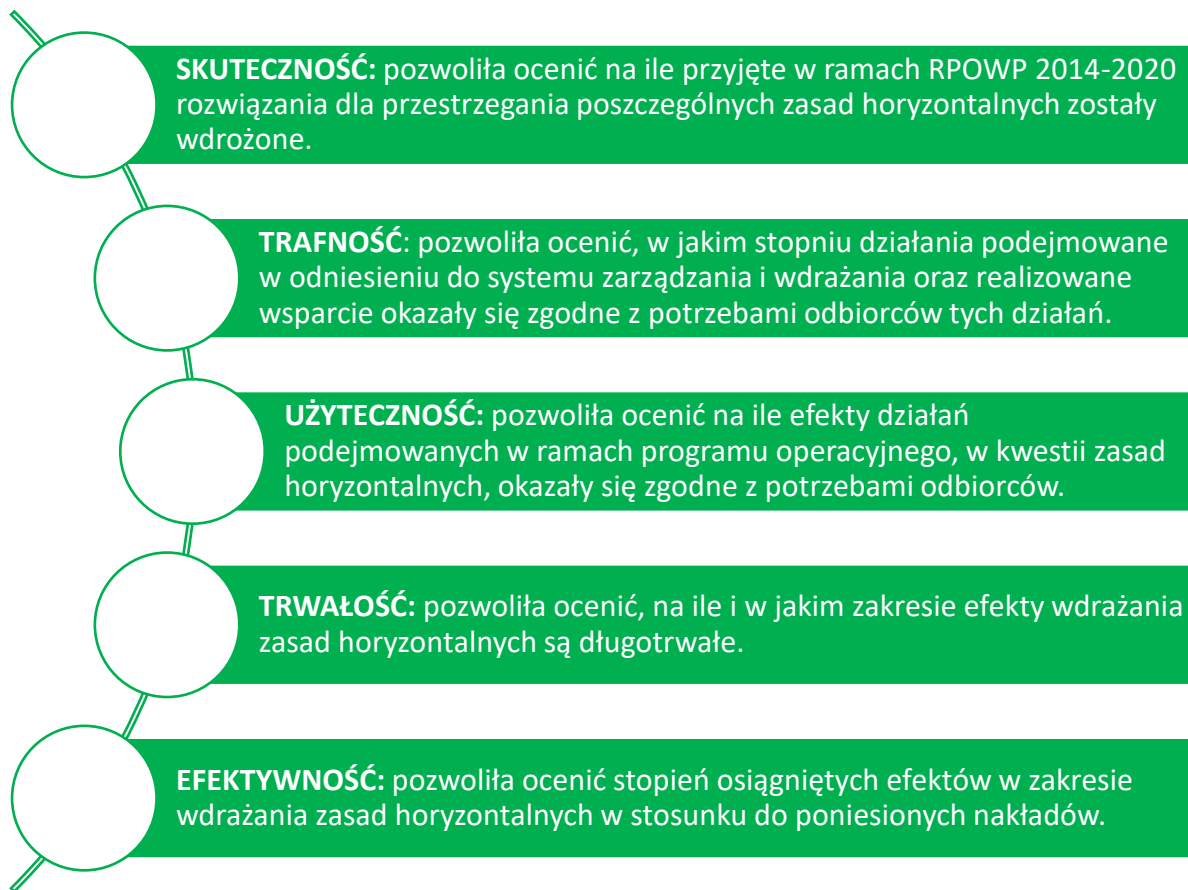 SKUTECZNOŚĆ: pozwoliła ocenić na ile przyjęte w ramach RPOWP 2014-2020
rozwiązania dla przestrzegania poszczególnych zasad horyzontalnych zostały
wdrożone.
TRAFNOŚĆ: pozwoliła ocenić, w jakim stopniu działania podejmowane
w odniesieniu do systemu zarządzania i wdrażania oraz realizowane
wsparcie okazały się zgodne z potrzebami odbiorców tych działań.
UŻYTECZNOŚĆ: pozwoliła ocenić na ile efekty działań
podejmowanych w ramach programu operacyjnego, w kwestii zasad
horyzontalnych, okazały się zgodne z potrzebami odbiorców.
TRWAŁOŚĆ: pozwoliła ocenić, na ile i w jakim zakresie efekty wdrażania
zasad horyzontalnych są długotrwałe.
EFEKTYWNOŚĆ: pozwoliła ocenić stopień osiągniętych efektów w zakresie
wdrażania zasad horyzontalnych w stosunku do poniesionych nakładów.